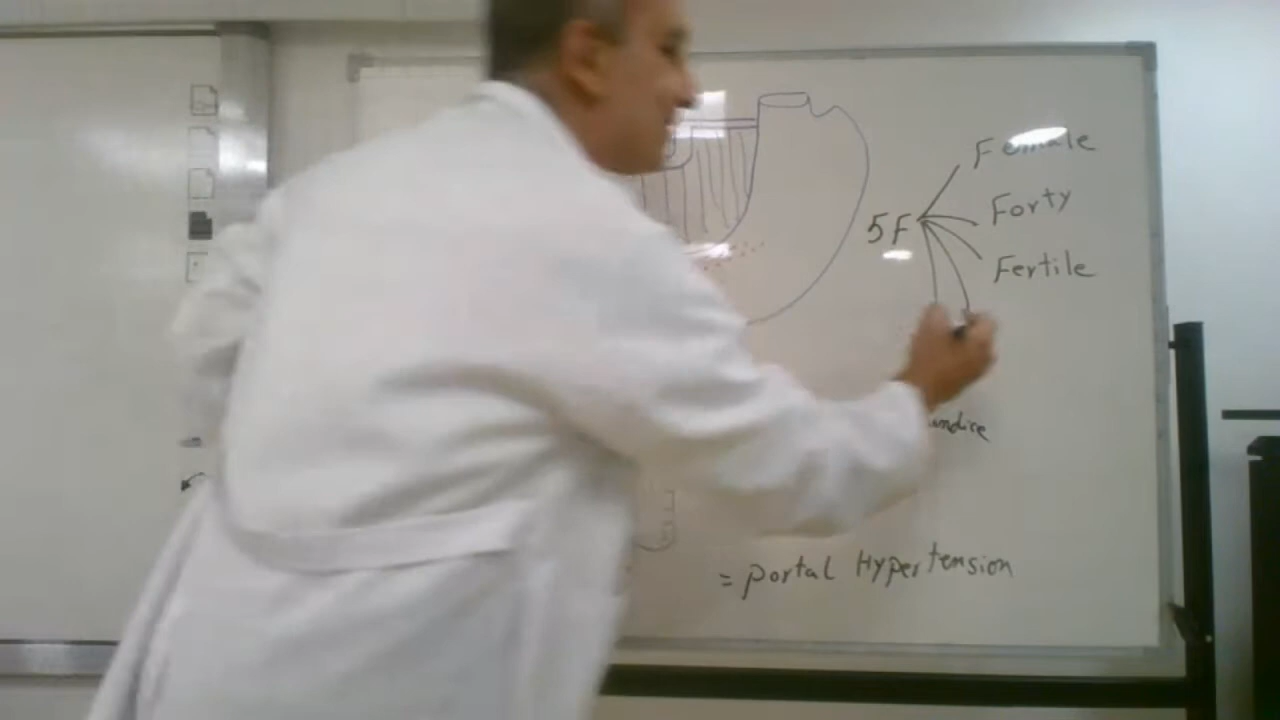 Female
Forty
5F
Fertile
= portal Hypertension